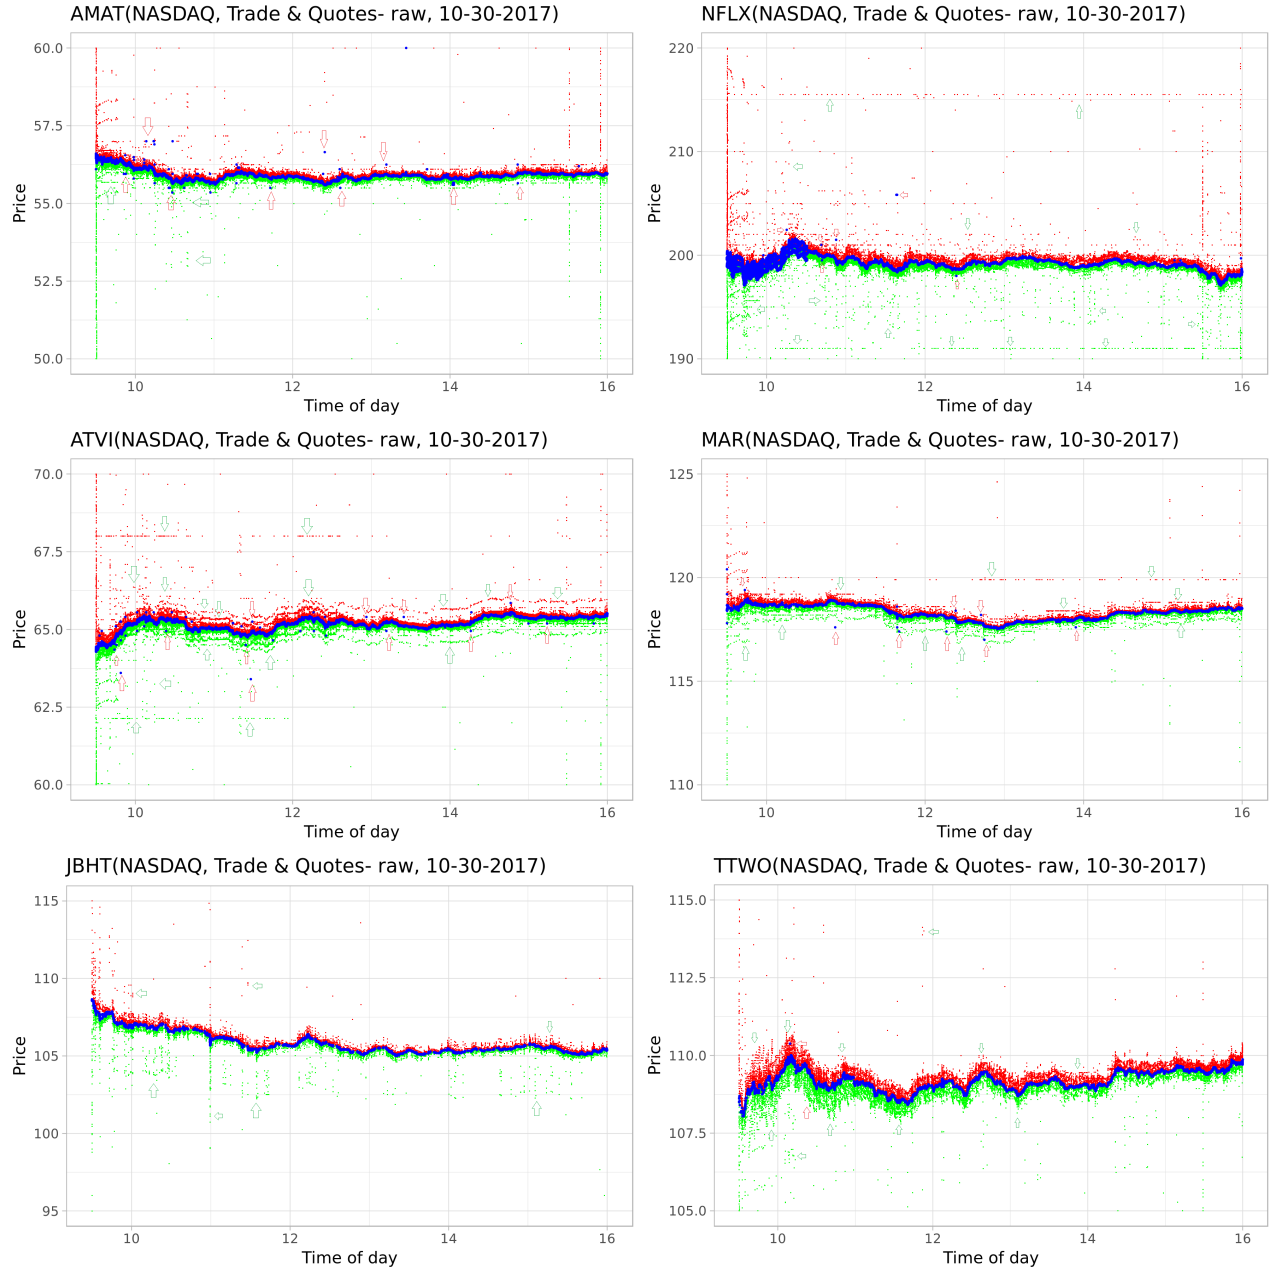 AMAT(NASDAQ, Trade & Quotes- raw, 10-30-2017)
Price
60.0
57.5
55.0
52.5
50.0
10 12 14 16
Time of day
NFLX(NASDAQ, Trade & Quotes- raw, 10-30-2017)
Price
220
210
200
190
10 12 14 16
Time of day
ATVI(NASDAQ, Trade & Quotes- raw, 10-30-2017)
Price
70.0
67.5
65.0
62.5
60.0
10 12 14 16
Time of day
MAR(NASDAQ, Trade & Quotes- raw, 10-30-2017)
Price
125
120
115
110
10 12 14 16
Time of day
JBHT(NASDAQ, Trade & Quotes- raw, 10-30-2017)
Price
115
110
105
100
95
10 12 14 16
Time of day
TTWO(NASDAQ, Trade & Quotes- raw, 10-30-2017)
Price
115.0
112.5
110.0
107.5
105.0
10 12 14 16
Time of day